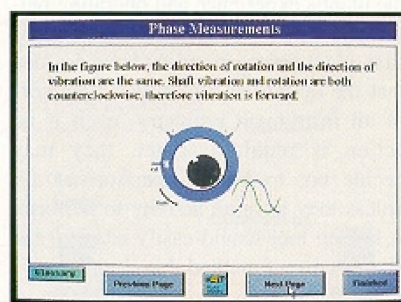 Phase Measurements
In the figure below, the direction of rotation and the direction of
vibration are the same. Shaft vibration and rotation are both
counterclockwise, therefore vibration is forward.
Glossary
Previous Page
Next Page
Finished